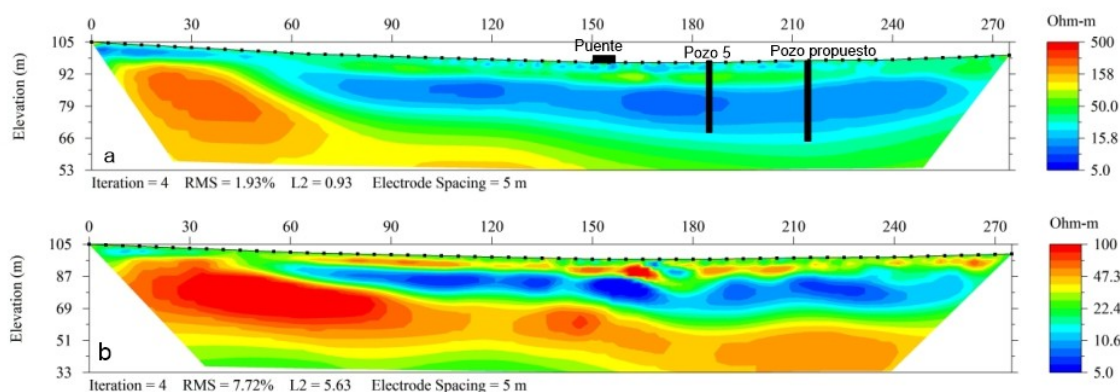 0 30 60 90 120 150 180 210 240 270
Ohm-m
105 92 79 66 53
Elevation (m)
Puente
Pozo 5
Pozo propuesto
500
158
50.0
15.8
5.0
a
Iteration = 4 RMS = 1.93% L2 = 0.93 Electrode Spacing = 5 m
0 30 60 90 120 150 180 210 240 270
Ohm-m
105 87 69 51 33
Elevation (m)
100
47.3
22.4
10.6
5.0
b
Iteration = 4 RMS = 7.72% L2 = 5.63 Electrode Spacing = 5 m